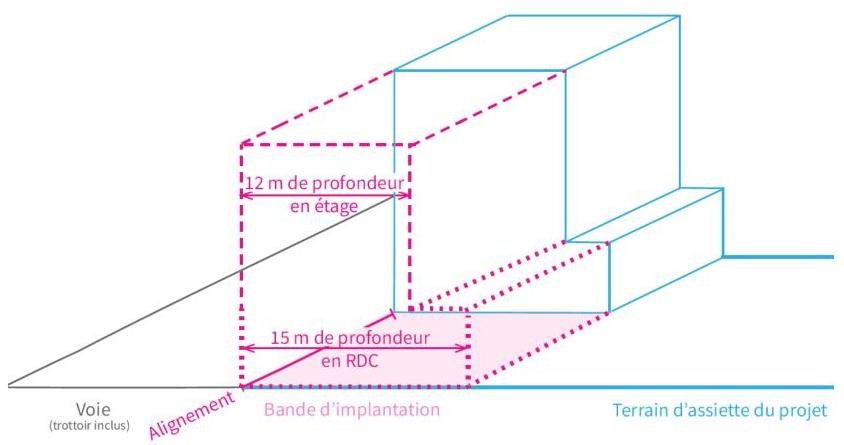 12 m de profondeur
en étage
15 m de profondeur
en RDC
Voie
(trottoir inclus)
Alignement
Bande d’implantation
Terrain d’assiette du projet